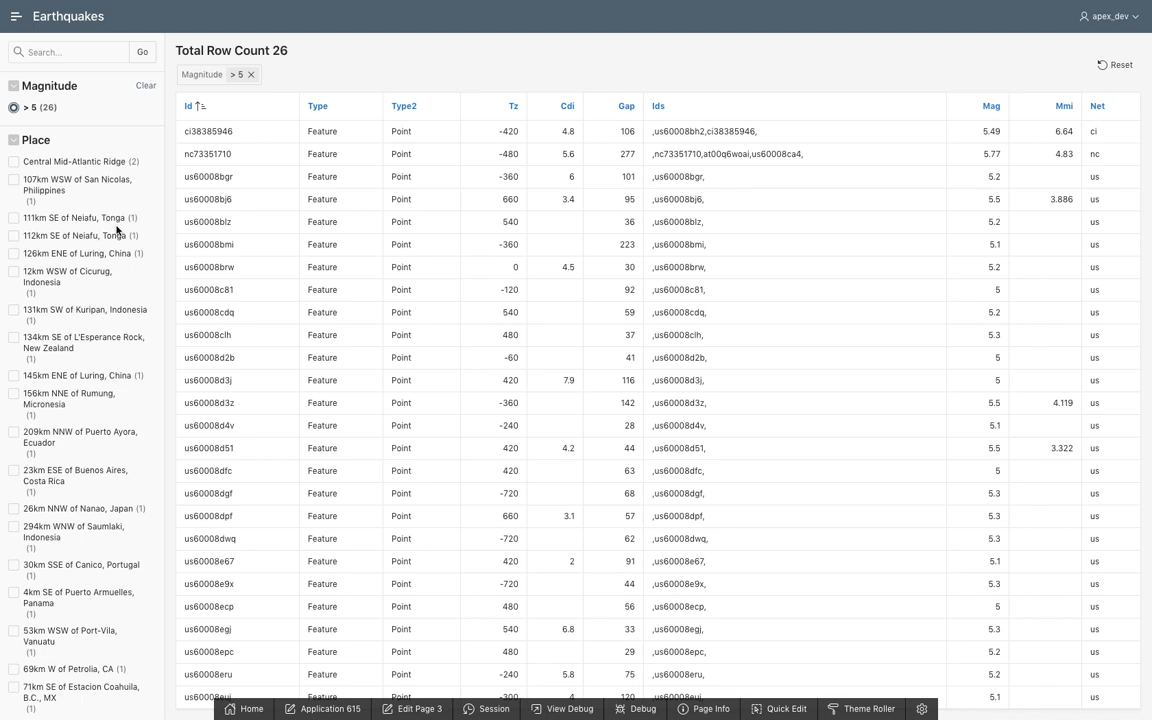 Earthquakes
apex_dev
Search...
Go
Magnitude
Clear
> 5 (26)
Place
Central Mid-Atlantic Ridge (2)
107km WSW of San Nicolas,
Philippines
(1)
111km SE of Neiafu, Tonga (1)
112km SE of Neiafu, Tonga (1)
126km ENE of Luring, China (1)
12km WSW of Cicurug,
Indonesia
(1)
131km SW of Kuripan, Indonesia
(1)
134km SE of L'Esperance Rock,
New Zealand
(1)
145km ENE of Luring, China (1)
156km NNE of Rumung,
Micronesia
(1)
209km NNW of Puerto Ayora,
Ecuador
(1)
23km ESE of Buenos Aires,
Costa Rica
(1)
26km NNW of Nanao, Japan (1)
294km WNW of Saumlaki,
Indonesia
(1)
30km SSE of Canico, Portugal
(1)
4km SE of Puerto Armuelles,
Panama
(1)
53km WSW of Port-Vila,
Vanuatu
(1)
69km W of Petrolia, CA (1)
71km SE of Estacion Coahuila,
B.C., MX
(1)
Total Row Count 26
Magnitude > 5
Reset
Id Type Type2 Tz Cdi Gap Ids Mag Mmi Net
ci38385946 Feature Point -420 4.8 106 ,us60008bh2,ci38385946, 5.49 6.64 ci
nc73351710 Feature Point -480 5.6 277 ,nc73351710,at00q6woai,us60008ca4, 5.77 4.83 nc
us60008bgr Feature Point -360 6 101 ,us60008bgr, 5.2 us
us60008bj6 Feature Point 660 3.4 95 ,us60008bj6, 5.5 3.886 us
us60008blz Feature Point 540 36 ,us60008blz, 5.2 us
us60008bmi Feature Point -360 223 ,us60008bmi, 5.1 us
us60008brw Feature Point 0 4.5 30 ,us60008brw, 5.2 us
us60008c81 Feature Point -120 92 ,us60008c81, 5 us
us60008cdq Feature Point 540 59 ,us60008cdq, 5.2 us
us60008clh Feature Point 480 37 ,us60008clh, 5.3 us
us60008d2b Feature Point -60 41 ,us60008d2b, 5 us
us60008d3j Feature Point 420 7.9 116 ,us60008d3j, 5 us
us60008d3z Feature Point -360 142 ,us60008d3z, 5.5 4.119 us
us60008d4v Feature Point -240 28 ,us60008d4v, 5.1 us
us60008d51 Feature Point 420 4.2 44 ,us60008d51, 5.5 3.322 us
us60008dfc Feature Point 420 63 ,us60008dfc, 5 us
us60008dgf Feature Point -720 68 ,us60008dgf, 5.3 us
us60008dpf Feature Point 660 3.1 57 ,us60008dpf, 5.3 us
us60008dwq Feature Point -720 62 ,us60008dwq, 5.3 us
us60008e67 Feature Point 420 2 91 ,us60008e67, 5.1 us
us60008e9x Feature Point -720 44 ,us60008e9x, 5.3 us
us60008ecp Feature Point 480 56 ,us60008ecp, 5 us
us60008egj Feature Point 540 6.8 33 ,us60008egj, 5.3 us
us60008epc Feature Point 480 29 ,us60008epc, 5.2 us
us60008eru Feature Point -240 5.8 75 ,us60008eru, 5.2 us
Feature Point -300 4 120 5.1 us
Home Application 615 Edit Page 3 Session View Debug Debug Page Info Quick Edit Theme Roller